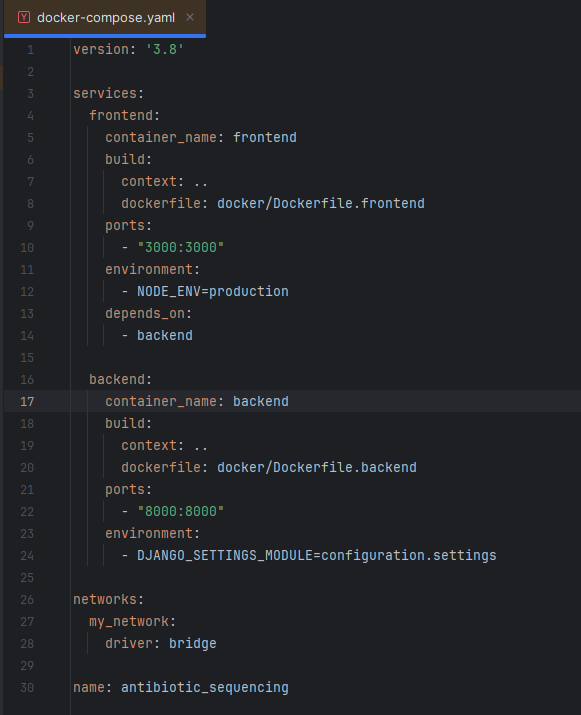 docker-compose.yaml
1 version: '3.8'
2
3 services:
4   frontend:
5     container_name: frontend
6     build:
7       context: ..
8       dockerfile: docker/Dockerfile.frontend
9     ports:
10       - "3000:3000"
11     environment:
12       - NODE_ENV=production
13     depends_on:
14       - backend
15
16   backend:
17     container_name: backend
18     build:
19       context: ..
20       dockerfile: docker/Dockerfile.backend
21     ports:
22       - "8000:8000"
23     environment:
24       - DJANGO_SETTINGS_MODULE=configuration.settings
25
26 networks:
27   my_network:
28     driver: bridge
29
30 name: antibiotic_sequencing